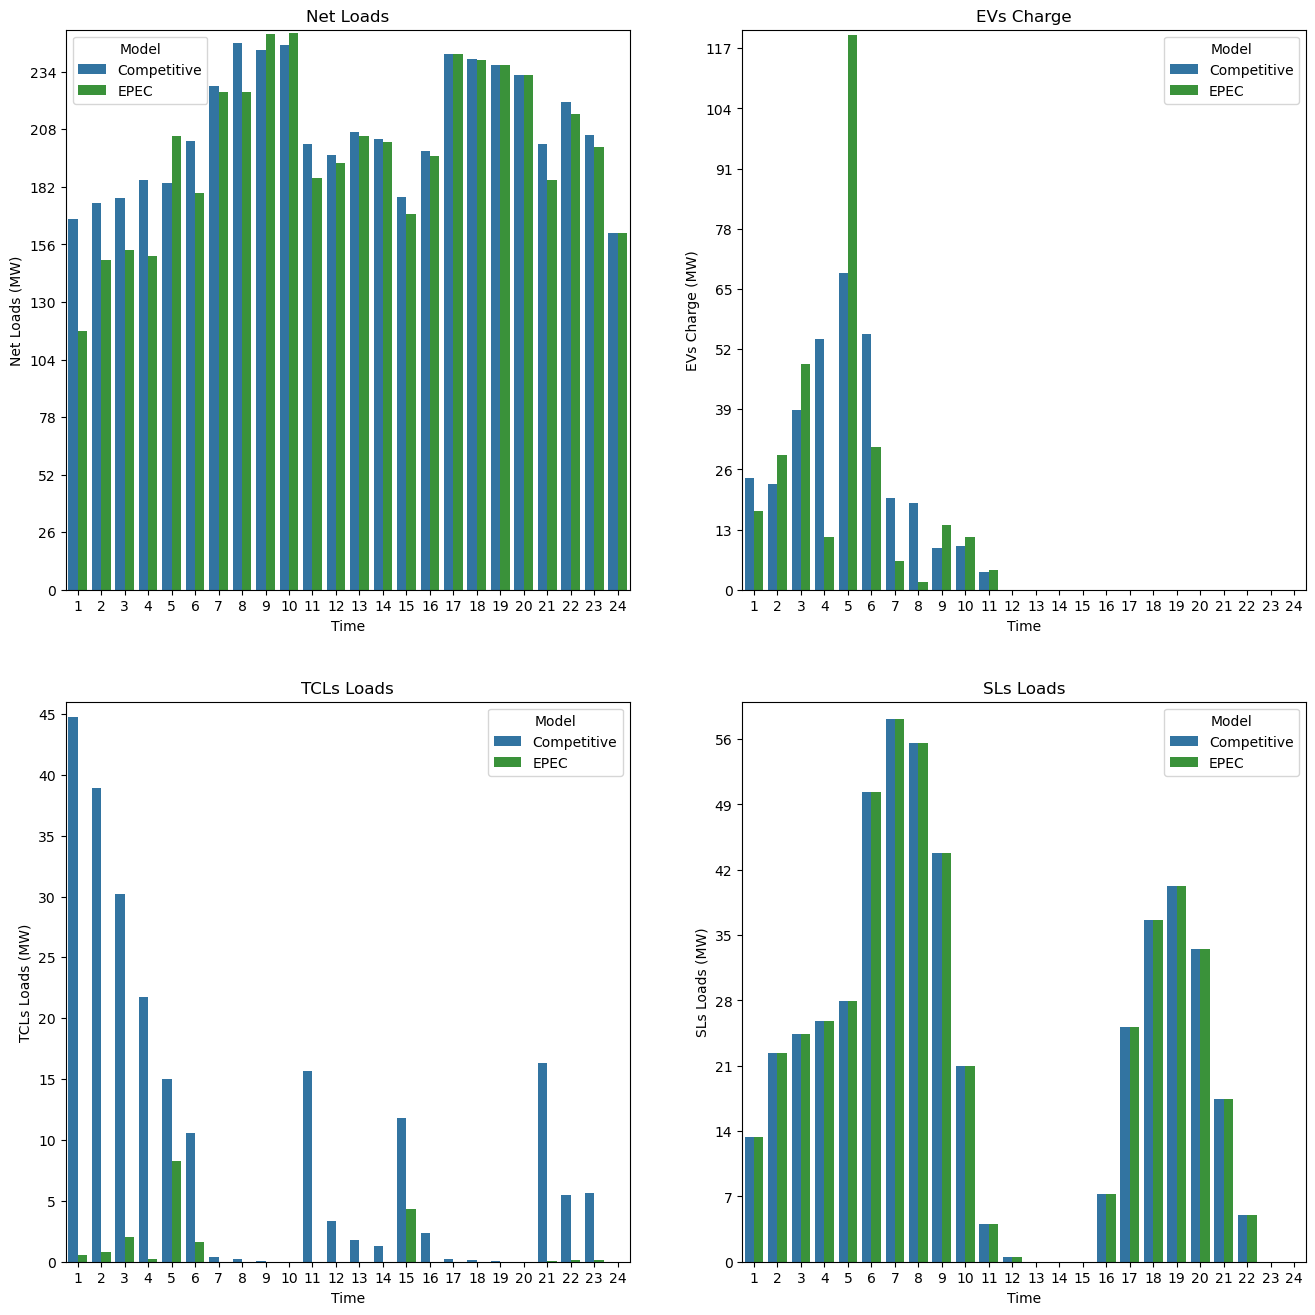 Net Loads
Model
Competitive
EPEC
Net Loads (MW)
234
208
182
156
130
104
78
52
26
0
1 2 3 4 5 6 7 8 9 10 11 12 13 14 15 16 17 18 19 20 21 22 23 24
Time
EVs Charge
Model
Competitive
EPEC
EVs Charge (MW)
117
104
91
78
65
52
39
26
13
0
1 2 3 4 5 6 7 8 9 10 11 12 13 14 15 16 17 18 19 20 21 22 23 24
Time
TCLs Loads
Model
Competitive
EPEC
TCLs Loads (MW)
45
40
35
30
25
20
15
10
5
0
1 2 3 4 5 6 7 8 9 10 11 12 13 14 15 16 17 18 19 20 21 22 23 24
Time
SLs Loads
Model
Competitive
EPEC
SLs Loads (MW)
56
49
42
35
28
21
14
7
0
1 2 3 4 5 6 7 8 9 10 11 12 13 14 15 16 17 18 19 20 21 22 23 24
Time